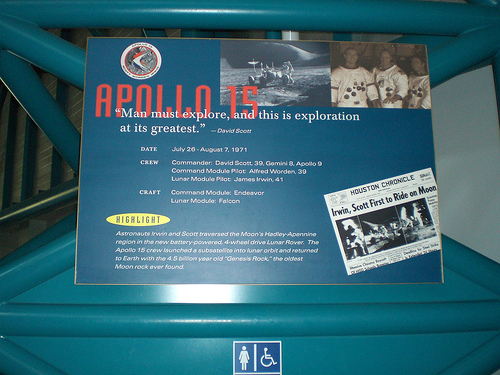 APOLLO 15
"Man must explore, and this is exploration
at its greatest." — David Scott
DATE July 26 - August 7, 1971
CREW Commander: David Scott, 39, Gemini 8, Apollo 9
Command Module Pilot: Alfred Worden, 39
Lunar Module Pilot: James Irwin, 41
CRAFT Command Module: Endeavor
Lunar Module: Falcon
HIGHLIGHT
Astronauts Irwin and Scott traversed the Moon's Hadley-Apennine
region in the new battery-powered, 4-wheel drive Lunar Rover. The
Apollo 15 crew launched a subsatellite into lunar orbit and returned
to Earth with the 4.5 billion year old "Genesis Rock," the oldest
Moon rock ever found.
HOUSTON CHRONICLE
Irwin, Scott First to Ride on Moon